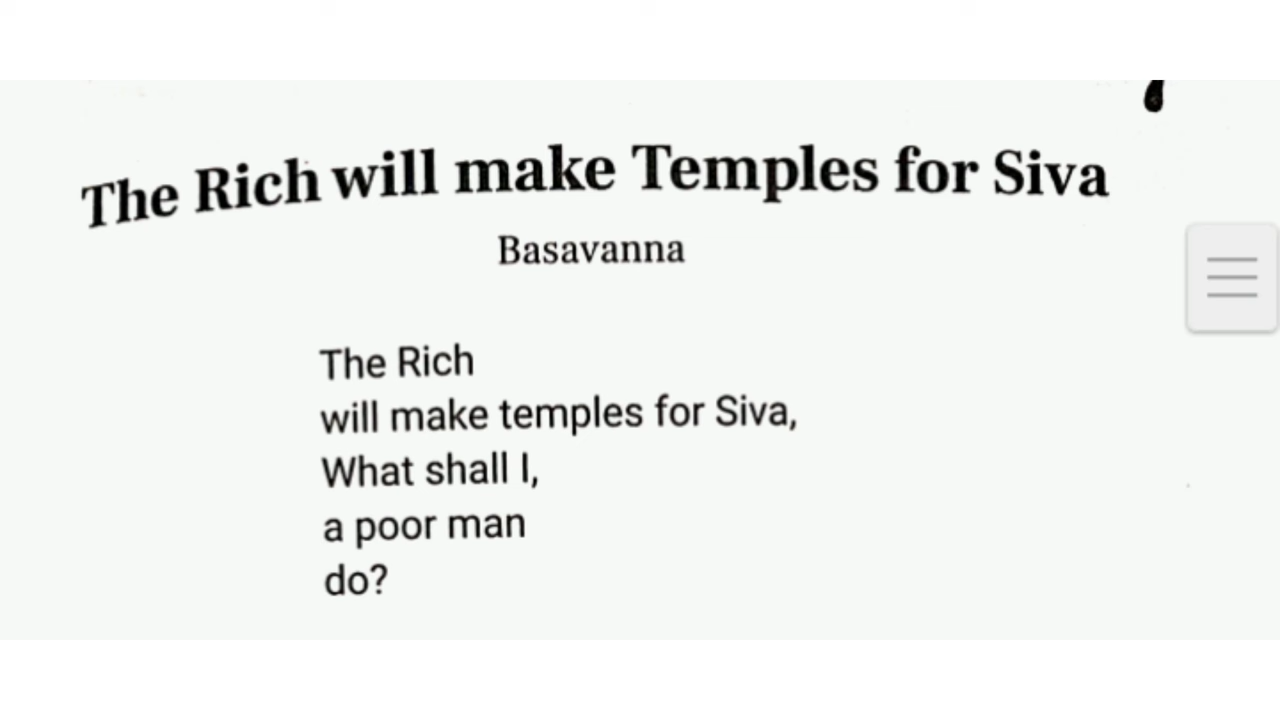 The Rich will make Temples for Siva
Basavanna
The Rich
will make temples for Siva,
What shall I,
a poor man
do?